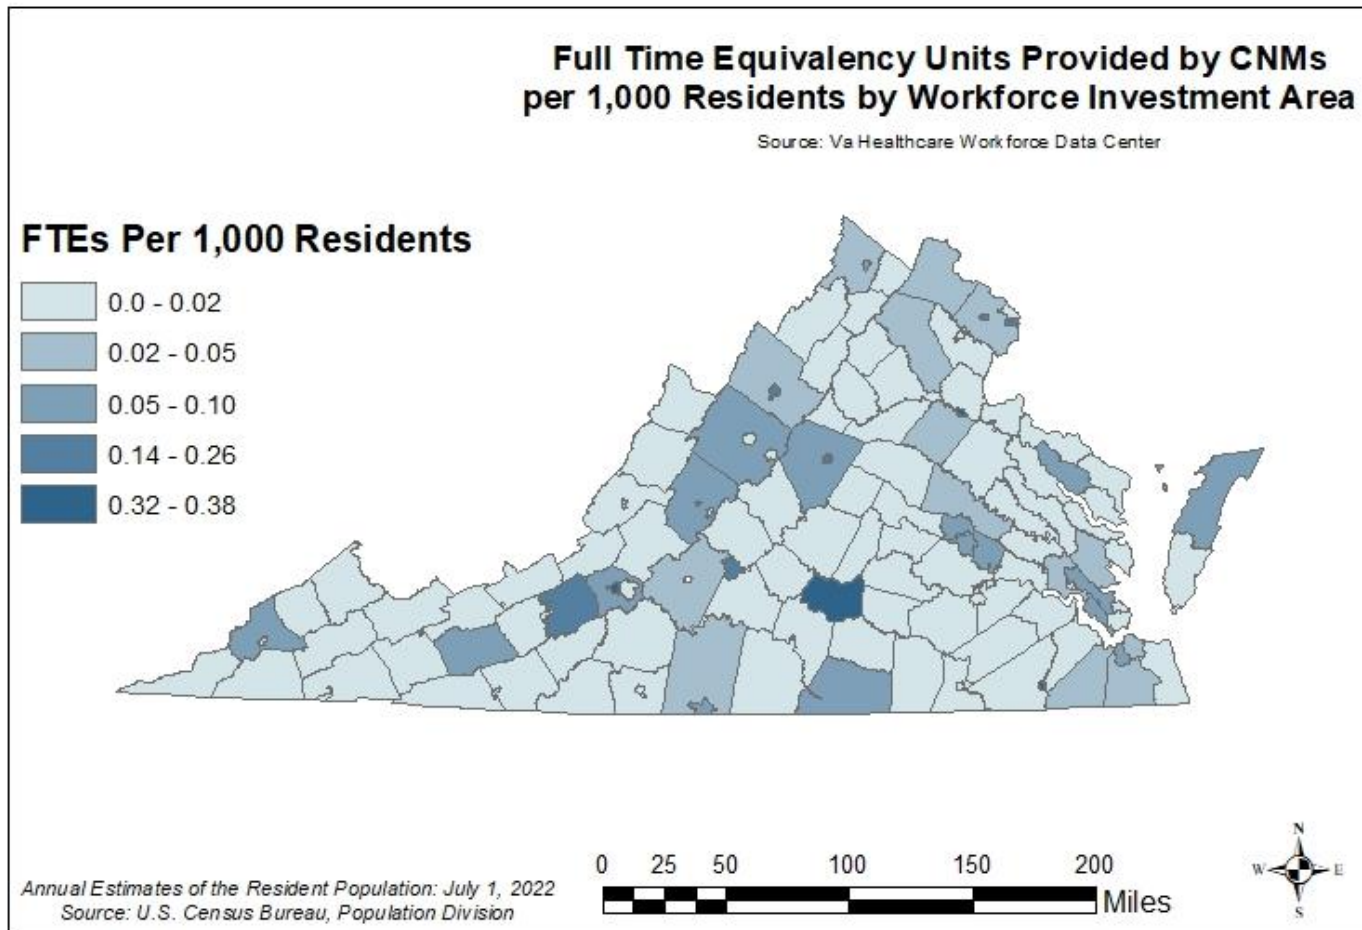 Full Time Equivalency Units Provided by CNMs
per 1,000 Residents by Workforce Investment Area
Source: Va Healthcare Workforce Data Center
FTEs Per 1,000 Residents
0.0 - 0.02
0.02 - 0.05
0.05 - 0.10
0.14 - 0.26
0.32 - 0.38
Annual Estimates of the Resident Population: July 1, 2022
Source: U.S. Census Bureau, Population Division
0 25 50 100 150 200
Miles
N
W E
S